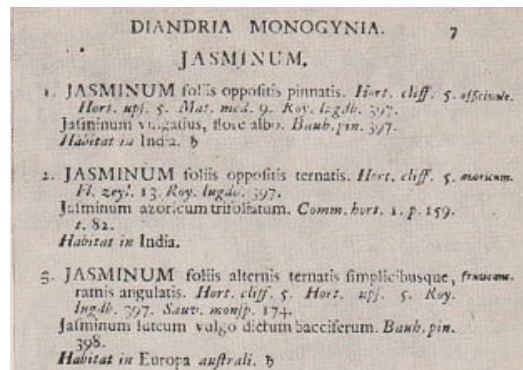 DIANDRIA MONOGYNIA. 7
JASMINUM.
1. JASMINUM foliis oppositis pinnatis. Hort. cliff. 5. officinale.
Hort. upſ. 5. Mat. med. 9. Roy. lugdb. 397.
Jaſminum vulgatius, flore albo. Bauh. pin. 397.
Habitat in India. ♄
2. JASMINUM foliis oppoſitis ternatis. Hort. cliff. 5. azoricum.
Fl. zeyl. 13. Roy. lugdb. 397.
Jaſminum azoricum trifoliatum. Comm. hort. 1. p. 159.
t. 82.
Habitat in India.
3. JASMINUM foliis alternis ternatis ſimplicibusque, fruticans.
ramis angulatis. Hort. cliff. 5. Hort. upſ. 5. Roy.
lugdb. 397. Sauv. monſp. 174.
Jaſminum luteum vulgo dictum bacciferum. Bauh. pin.
398.
Habitat in Europa auſtrali. ♄